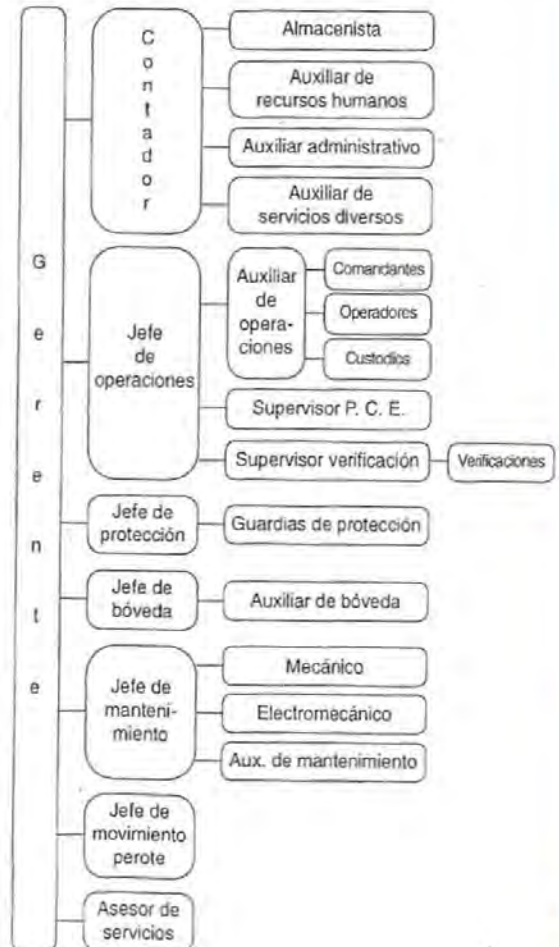 Gerente
Contador
Almacenista
Auxiliar de
recursos humanos
Auxiliar administrativo
Auxiliar de
servicios diversos
Jefe
de
operaciones
Auxiliar
de
opera-
ciones
Comandantes
Operadores
Custodios
Supervisor P. C. E.
Supervisor verificación
Verificaciones
Jefe de
protección
Guardias de protección
Jefe de
bóveda
Auxiliar de bóveda
Jefe de
manteni-
miento
Mecánico
Electromecánico
Aux. de mantenimiento
Jefe de
movimiento
perote
Asesor de
servicios